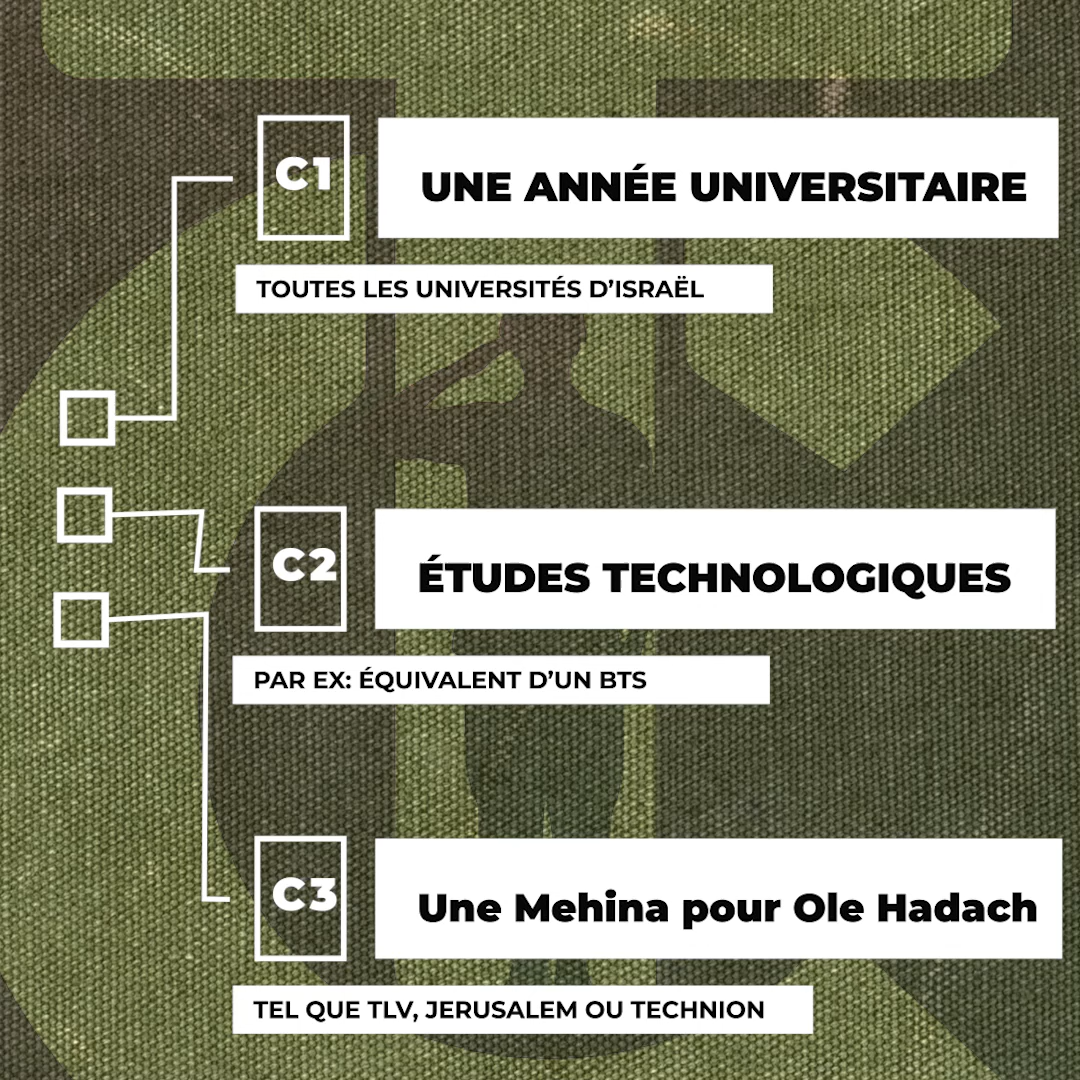 C1
UNE ANNÉE UNIVERSITAIRE
TOUTES LES UNIVERSITÉS D'ISRAËL
C2
ÉTUDES TECHNOLOGIQUES
PAR EX: ÉQUIVALENT D'UN BTS
C3
Une Mehina pour Ole Hadach
TEL QUE TLV, JERUSALEM OU TECHNION